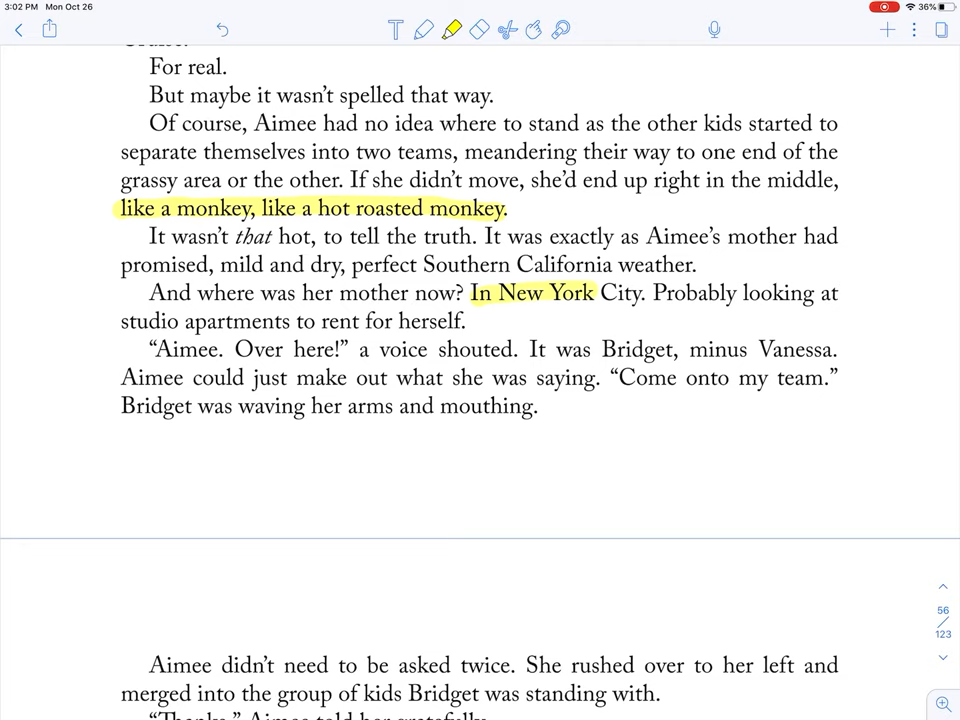 3:02 PM Mon Oct 26
36%
For real.
But maybe it wasn't spelled that way.
Of course, Aimee had no idea where to stand as the other kids started to
separate themselves into two teams, meandering their way to one end of the
grassy area or the other. If she didn't move, she'd end up right in the middle,
like a monkey, like a hot roasted monkey.
It wasn't that hot, to tell the truth. It was exactly as Aimee's mother had
promised, mild and dry, perfect Southern California weather.
And where was her mother now? In New York City. Probably looking at
studio apartments to rent for herself.
“Aimee. Over here!” a voice shouted. It was Bridget, minus Vanessa.
Aimee could just make out what she was saying. “Come onto my team.”
Bridget was waving her arms and mouthing.
56
/
123
Aimee didn't need to be asked twice. She rushed over to her left and
merged into the group of kids Bridget was standing with.
“Thanks,” Aimee told her gratefully.